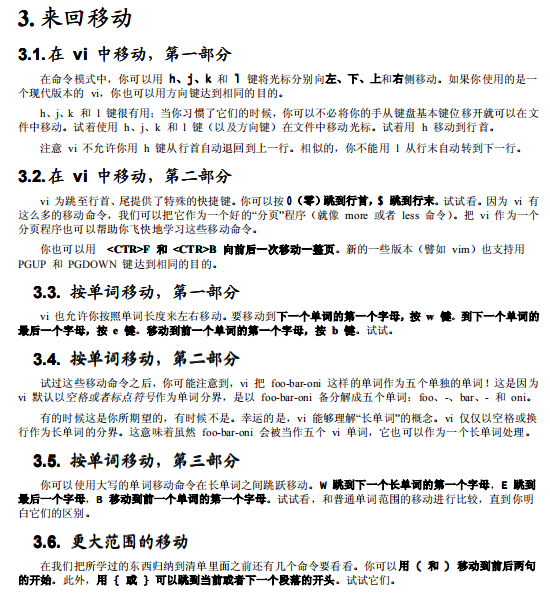 3. 来回移动
3.1.在 vi 中移动，第一部分
在命令模式中，你可以用 h、j、k 和 l 键将光标分别向左、下、上和右侧移动。如果你使用的是一
个现代版本的 vi，你也可以用方向键达到相同的目的。
h、j、k 和 l 键很有用：当你习惯了它们的时候，你可以不必将你的手从键盘基本键位移开就可以在文
件中移动。试着使用 h、j、k 和 l 键（以及方向键）在文件中移动光标。试着用 h 移动到行首。
注意 vi 不允许你用 h 键从行首自动退回到上一行。相似的，你不能用 l 从行末自动转到下一行。
3.2.在 vi 中移动，第二部分
vi 为跳至行首、尾提供了特殊的快捷键。你可以按0（零）跳到行首，$ 跳到行末。试试看。因为 vi 有
这么多的移动命令，我们可以把它作为一个好的“分页”程序（就像 more 或者 less 命令）。把 vi 作为一个
分页程序也可以帮助你飞快地学习这些移动命令。
你也可以用 <CTR>F 和 <CTR>B 向前后一次移动一整页。新的一些版本（譬如 vim）也支持用
PGUP 和 PGDOWN 键达到相同的目的。
3.3. 按单词移动，第一部分
vi 也允许你按照单词长度来左右移动。要移动到下一个单词的第一个字母，按 w 键。到下一个单词的
最后一个字母，按 e 键。移动到前一个单词的第一个字母，按 b 键。试试。
3.4. 按单词移动，第二部分
试过这些移动命令之后，你可能注意到，vi 把 foo-bar-oni 这样的单词作为五个单独的单词！这是因为
vi 默认以空格或者标点符号作为单词分界，是以 foo-bar-oni 备分解成五个单词：foo、-、bar、- 和 oni。
有的时候这是你所期望的，有时候不是。幸运的是，vi 能够理解“长单词”的概念。vi 仅仅以空格或换
行作为长单词的分界。这意味着虽然 foo-bar-oni 会被当作五个 vi 单词，它也可以作为一个长单词处理。
3.5. 按单词移动，第三部分
你可以使用大写的单词移动命令在长单词之间跳跃移动。W 跳到下一个长单词的第一个字母，E 跳到
最后一个字母，B 移动到前一个单词的第一个字母。试试看，和普通单词范围的移动进行比较，直到你明
白它们的区别。
3.6. 更大范围的移动
在我们把所学过的东西归纳到清单里面之前还有几个命令要看看。你可以用 ( 和 ) 移动到前后两句
的开始。此外，用 { 或 } 可以跳到当前或者下一个段落的开头。试试它们。